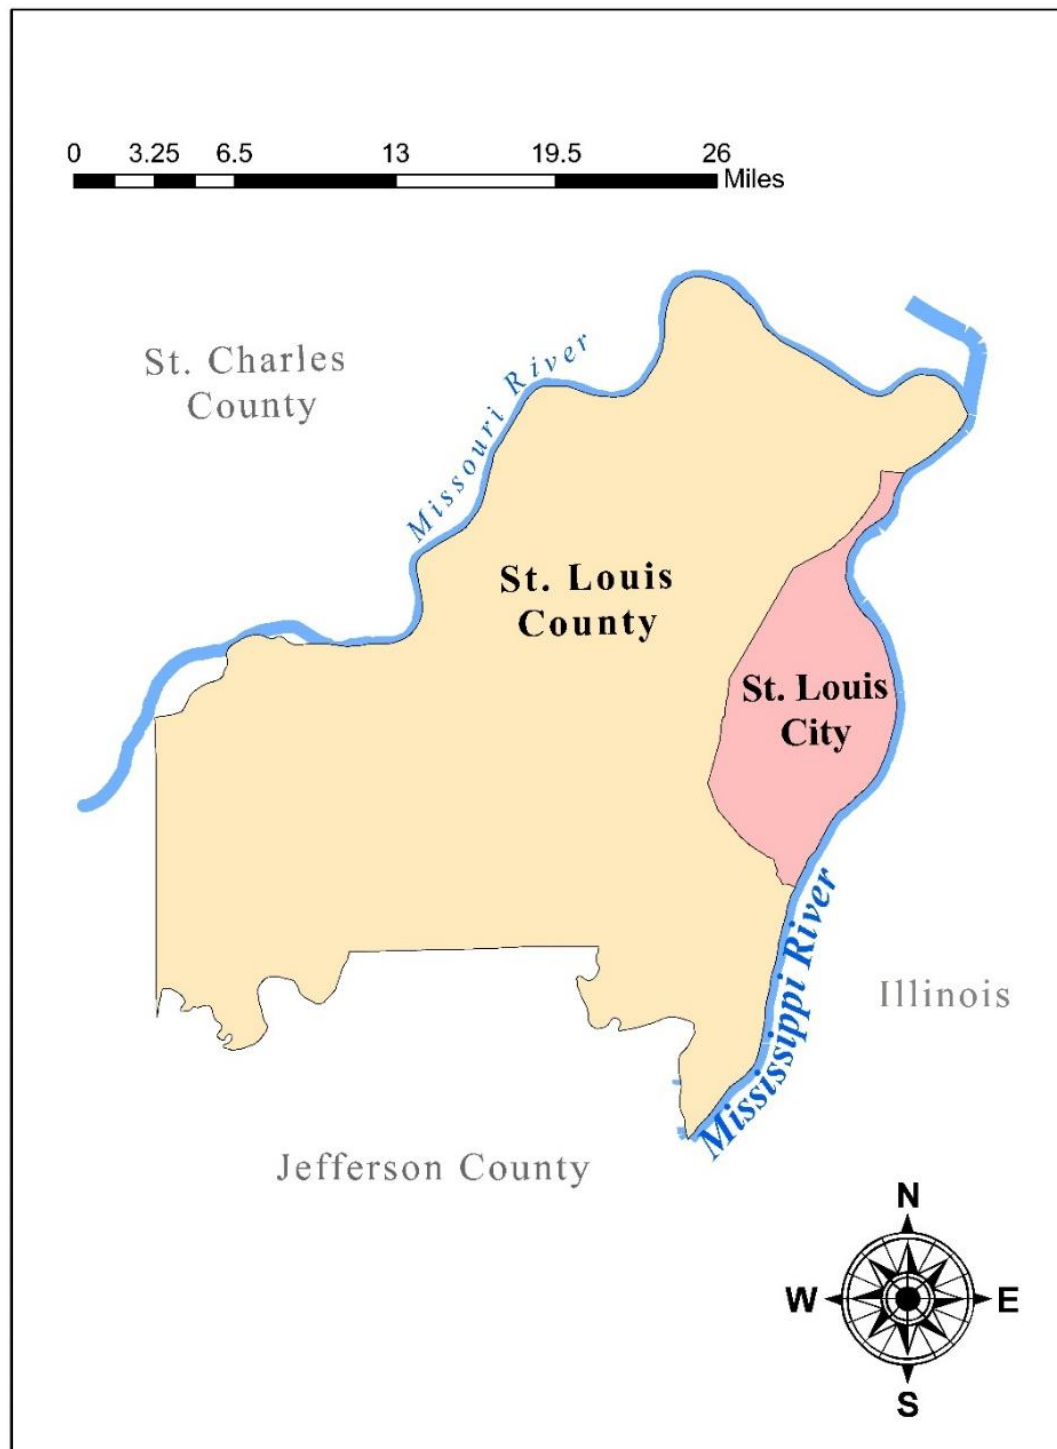 0 3.25 6.5 13 19.5 26
Miles
St. Charles
County
Missouri River
St. Louis
County
St. Louis
City
Mississippi River
Illinois
Jefferson County
N
W E
S